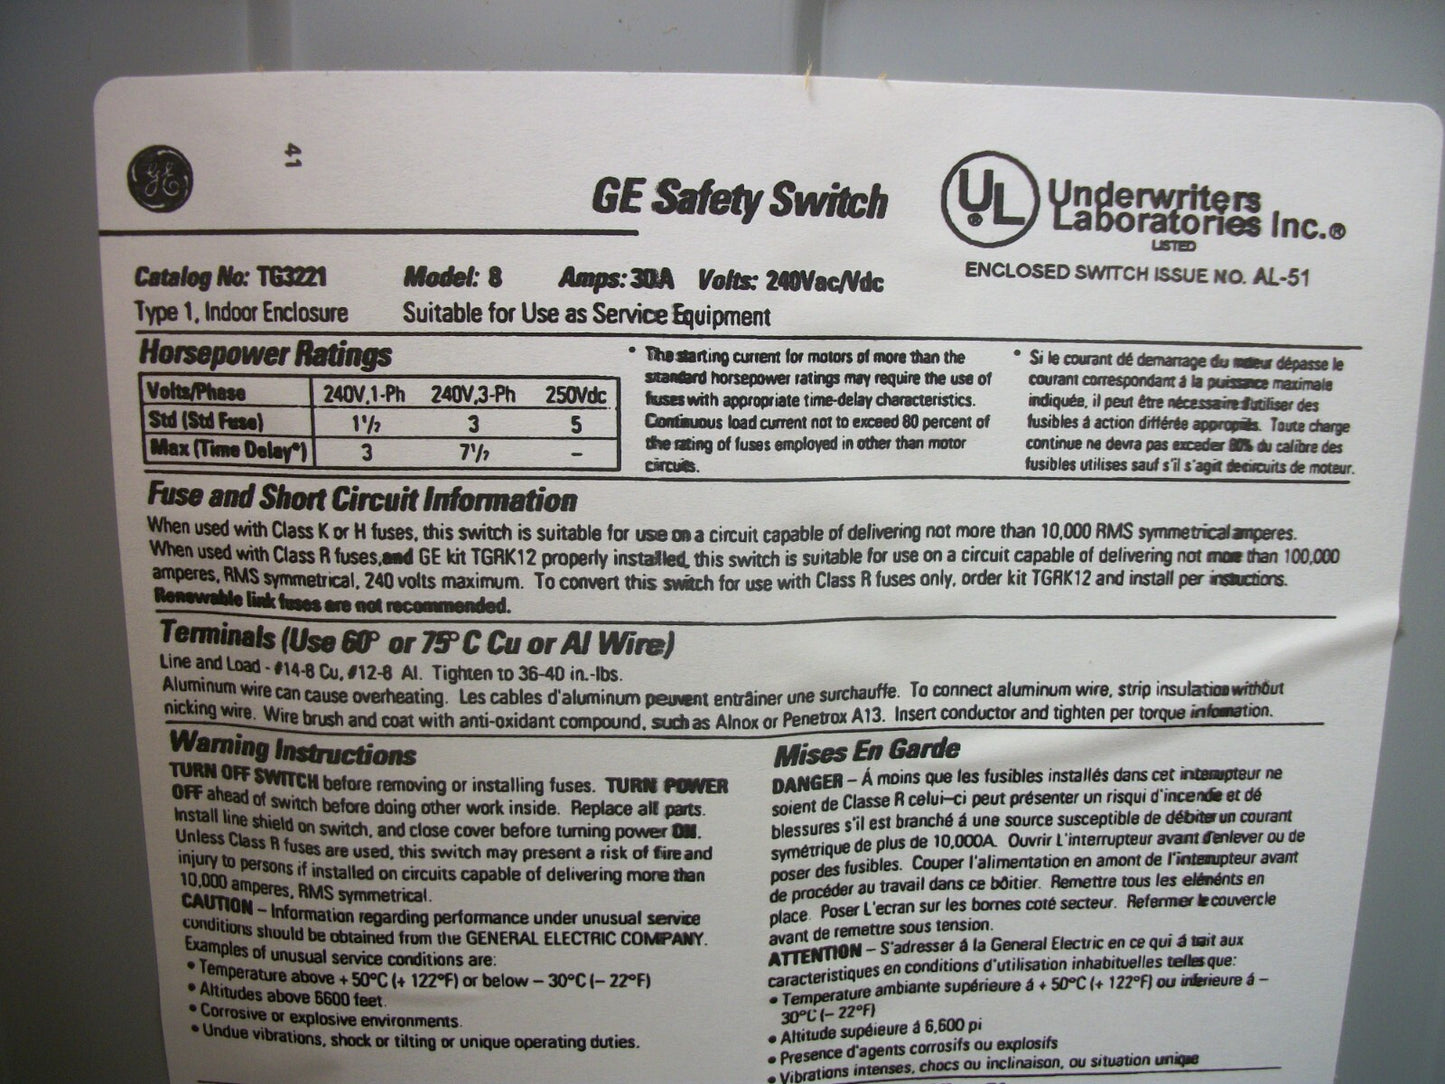 GE
41
GE Safety Switch
UL®
Underwriters
Laboratories Inc.®
LISTED
ENCLOSED SWITCH ISSUE NO. AL-51
Catalog No: TG3221 Model: 8 Amps: 30A Volts: 240Vac/Vdc
Type 1, Indoor Enclosure Suitable for Use as Service Equipment
Horsepower Ratings
Volts/Phase 240V,1-Ph 240V,3-Ph 250Vdc
Std (Std Fuse) 1½ 3 5
Max (Time Delay*) 3 7½ –
• The starting current for motors of more than the
standard horsepower ratings may require the use of
fuses with appropriate time-delay characteristics.
Continuous load current not to exceed 80 percent of
the rating of fuses employed in other than motor
circuits.
• Si le courant dé demarrage du moteur dépasse le
courant correspondant á la puissance maximale
indiquée, il peut être nécessaire d'utiliser des
fusibles á action différée appropiés. Toute charge
continue ne devra pas exceder 80% du calibre des
fusibles utilises sauf s'il s'agit de circuits de moteur.
Fuse and Short Circuit Information
When used with Class K or H fuses, this switch is suitable for use on a circuit capable of delivering not more than 10,000 RMS symmetrical amperes.
When used with Class R fuses, and GE kit TGRK12 properly installed, this switch is suitable for use on a circuit capable of delivering not more than 100,000
amperes, RMS symmetrical, 240 volts maximum. To convert this switch for use with Class R fuses only, order kit TGRK12 and install per instuctions.
Renewable link fuses are not recommended.
Terminals (Use 60° or 75° C Cu or Al Wire)
Line and Load - #14-8 Cu, #12-8 Al. Tighten to 36-40 in.-lbs.
Aluminum wire can cause overheating. Les cables d'aluminum peuvent entrâiner une surchauffe. To connect aluminum wire, strip insulation without
nicking wire. Wire brush and coat with anti-oxidant compound, such as Alnox or Penetrox A13. Insert conductor and tighten per torque infomation.
Warning Instructions
TURN OFF SWITCH before removing or installing fuses. TURN POWER
OFF ahead of switch before doing other work inside. Replace all parts.
Install line shield on switch, and close cover before turning power ON.
Unless Class R fuses are used, this switch may present a risk of fire and
injury to persons if installed on circuits capable of delivering more than
10,000 amperes, RMS symmetrical.
CAUTION – Information regarding performance under unusual service
conditions should be obtained from the GENERAL ELECTRIC COMPANY.
Examples of unusual service conditions are:
• Temperature above + 50°C (+ 122°F) or below – 30°C (– 22°F)
• Altitudes above 6600 feet.
• Corrosive or explosive environments.
• Undue vibrations, shock or tilting or unique operating duties.
Mises En Garde
DANGER – Á moins que les fusibles installés dans cet interrupteur ne
soient de Classe R celui–ci peut présenter un risqui d'incende et dé
blessures s'il est branché á une source susceptible de débiter un courant
symétrique de plus de 10,000A. Ouvrir L'interrupteur avant d'enlever ou de
poser des fusibles. Couper l'alimentation en amont de l'interrupteur avant
de procéder au travail dans ce bôitier. Remettre tous les elénénts en
place. Poser L'ecran sur les bornes coté secteur. Refermer le couvercle
avant de remettre sous tension.
ATTENTION – S'adresser á la General Electric en ce qui á trait aux
caracteristiques en conditions d'utilisation inhabituelles telles que:
• Temperature ambiante supérieure á + 50°C (+ 122°F) ou inferieure á –
30°C (– 22°F)
• Altitude supéieure á 6,600 pi
• Presence d'agents corrosifs ou explosifs
• Vibrations intenses, chocs ou inclinaison, ou situation unique